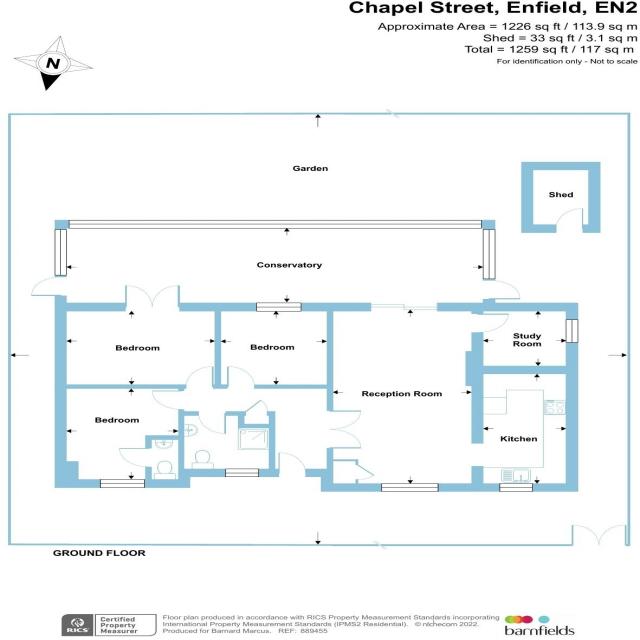 Chapel Street, Enfield, EN2
Approximate Area = 1226 sq ft / 113.9 sq m
Shed = 33 sq ft / 3.1 sq m
Total = 1259 sq ft / 117 sq m
For identification only - Not to scale
N
Garden
Shed
Conservatory
Bedroom
Bedroom
Study
Room
Bedroom
Reception Room
Kitchen
GROUND FLOOR
RICS
Certified
Property
Measurer
Floor plan produced in accordance with RICS Property Measurement Standards incorporating
International Property Measurement Standards (IPMS2 Residential). © nichecom 2022.
Produced for Barnard Marcus. REF: 889455
barnfields